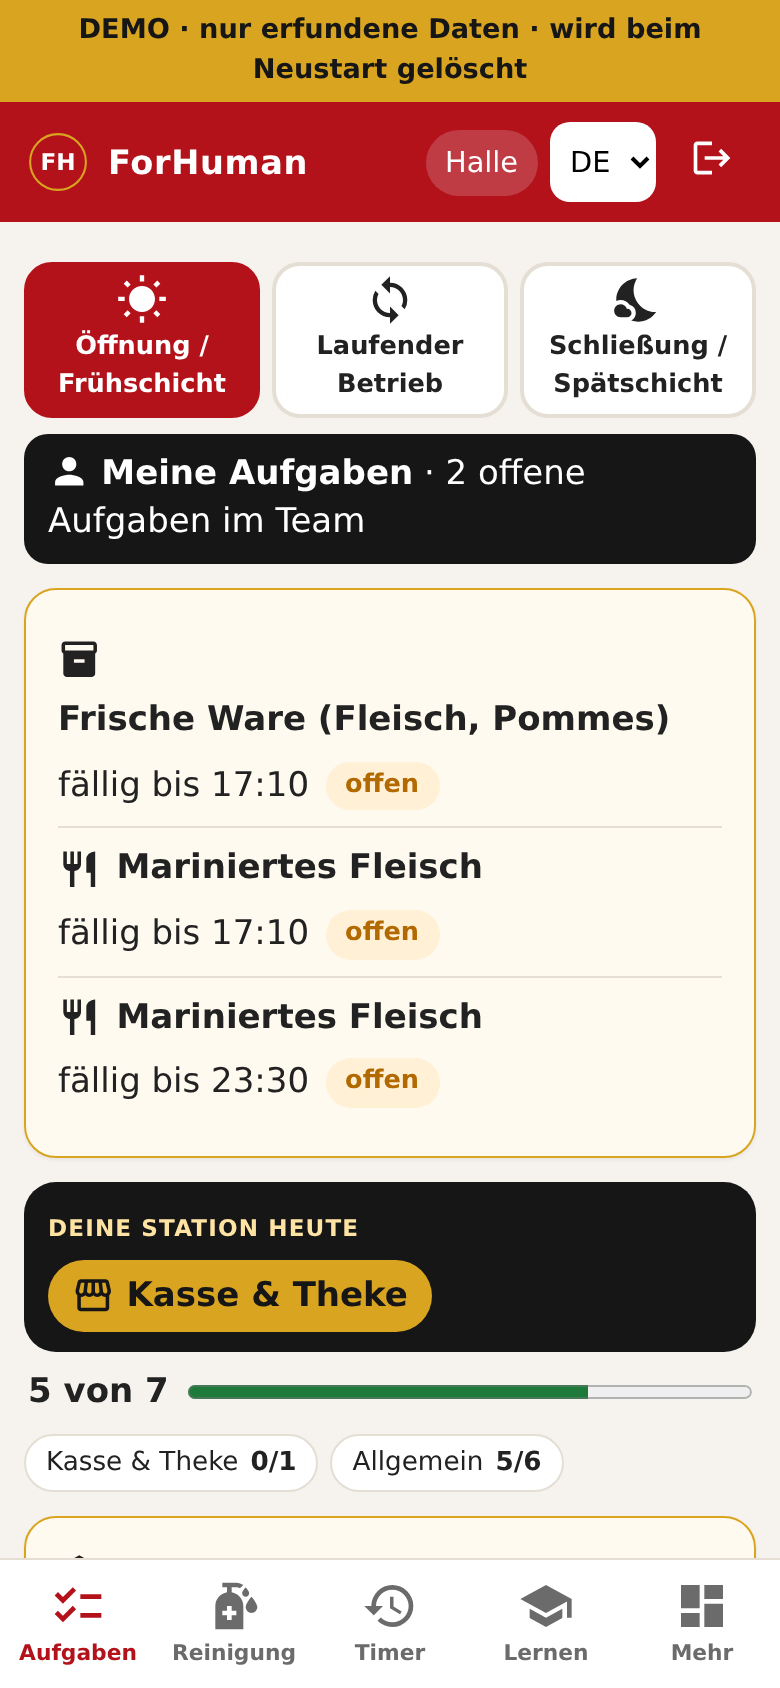 DEMO · nur erfundene Daten · wird beim
Neustart gelöscht
FH ForHuman Halle DE
Öffnung /
Frühschicht
Laufender
Betrieb
Schließung /
Spätschicht
Meine Aufgaben · 2 offene
Aufgaben im Team
Frische Ware (Fleisch, Pommes)
fällig bis 17:10 offen
Mariniertes Fleisch
fällig bis 17:10 offen
Mariniertes Fleisch
fällig bis 23:30 offen
DEINE STATION HEUTE
Kasse & Theke
5 von 7
Kasse & Theke 0/1 Allgemein 5/6
Aufgaben Reinigung Timer Lernen Mehr